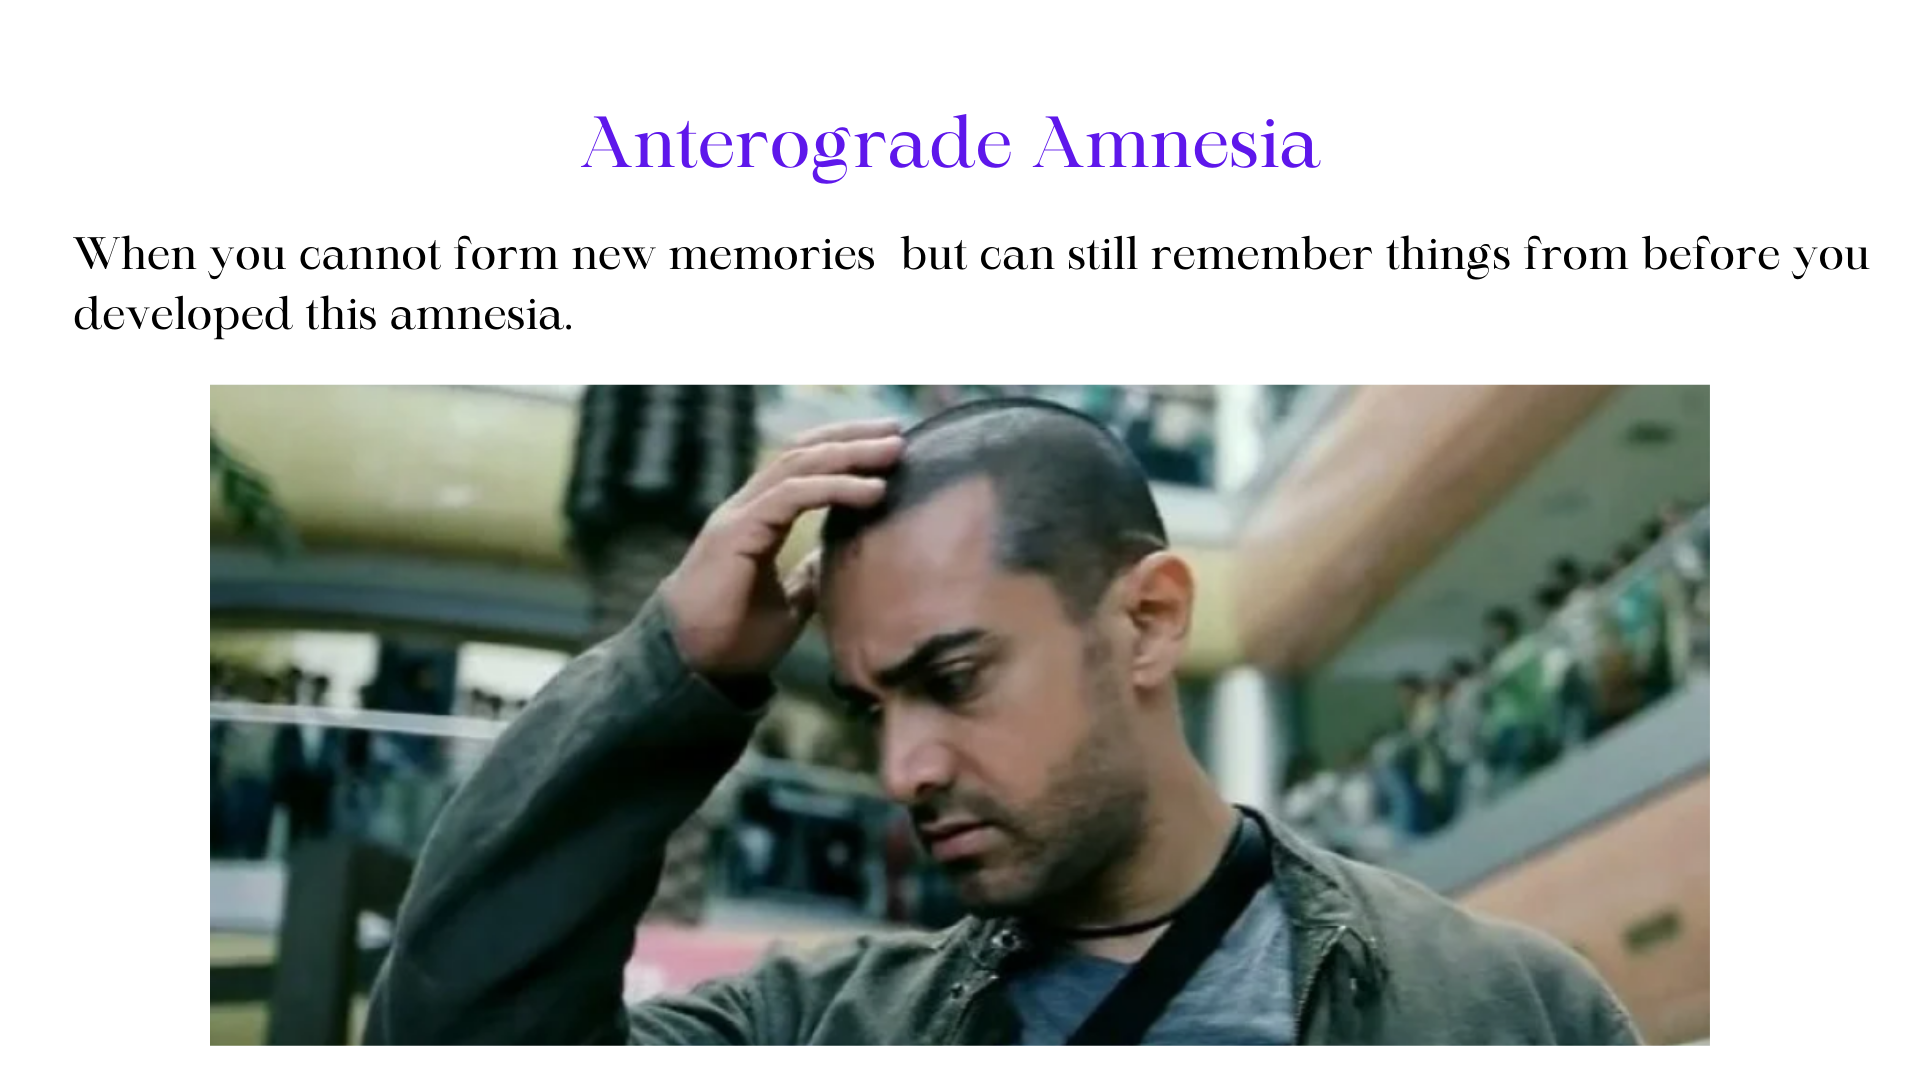 Anterograde Amnesia
When you cannot form new memories  but can still remember things from before you
developed this amnesia.